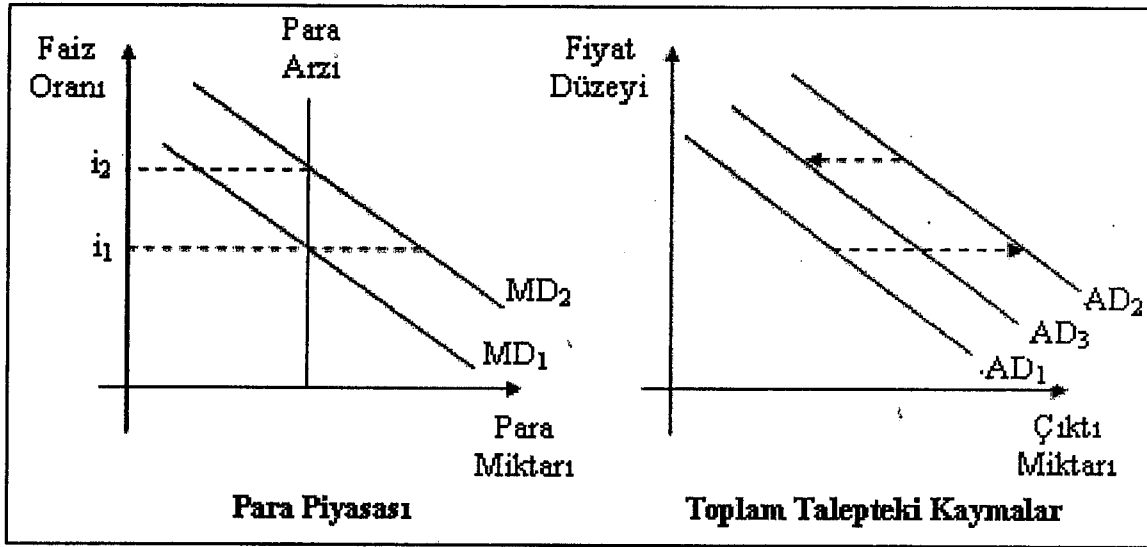 Faiz
Oranı
Para
Arzi
i2
i1
MD2
MD1
Para
Miktarı
Para Piyasası
Fiyat
Düzeyi
AD2
AD3
AD1
Çıktı
Miktarı
Toplam Talepteki Kaymalar